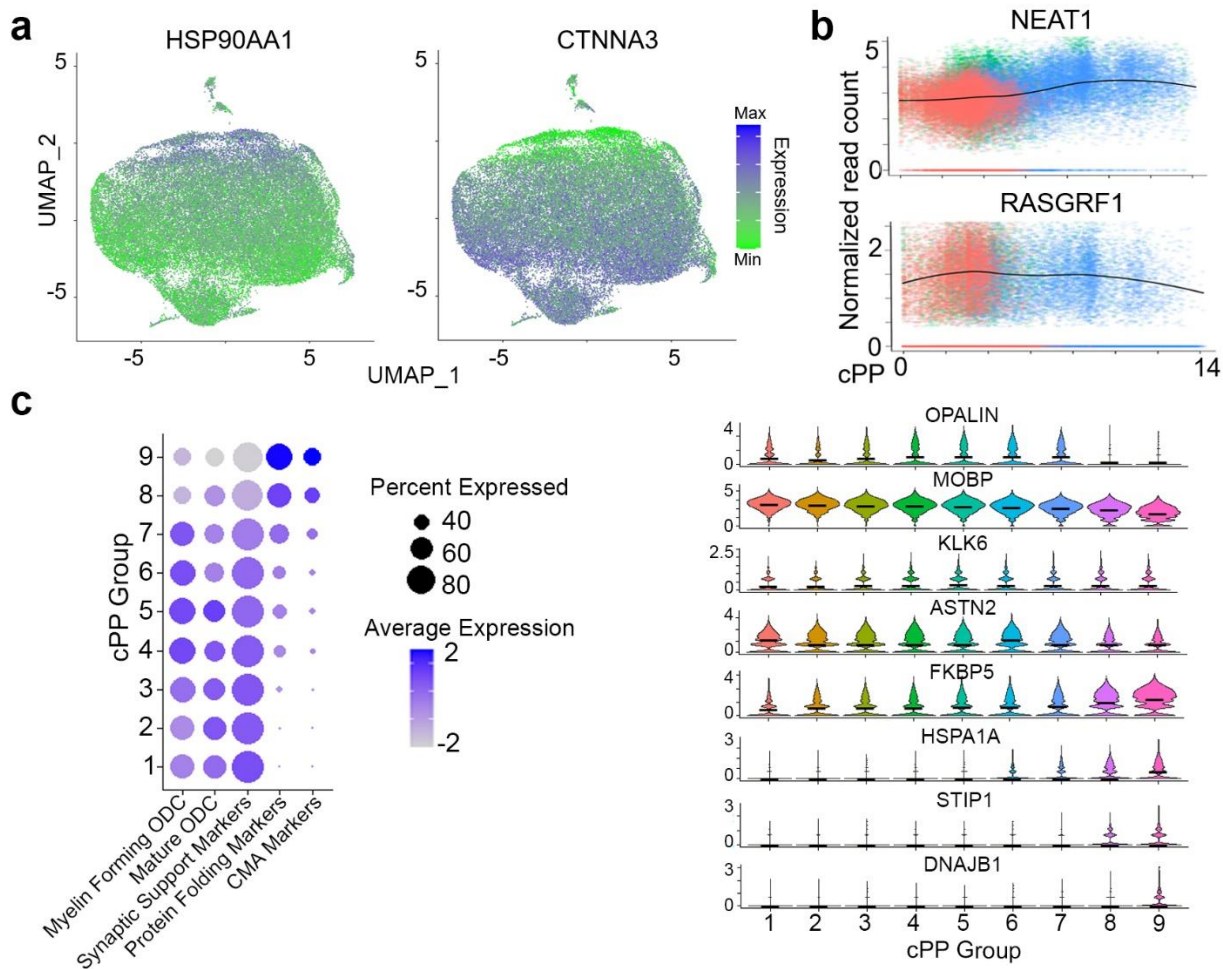 a
HSP90AA1
CTNNA3
UMAP_2
5
-5
-5
0
5
5
-5
-5
0
5
UMAP_1
Max
Expression
Min
b
NEAT1
5
0
Normalized read count
RASGRF1
2
0
cPP
0
14
c
cPP Group
9
8
7
6
5
4
3
2
1
Myelin Forming ODC
Mature ODC
Synaptic Support Markers
Protein Folding Markers
CMA Markers
Percent Expressed
40
60
80
Average Expression
2
-2
OPALIN
4
0
MOBP
5
0
KLK6
2.5
0
ASTN2
4
0
FKBP5
4
0
HSPA1A
3
0
STIP1
3
0
DNAJB1
3
0
1 2 3 4 5 6 7 8 9
cPP Group